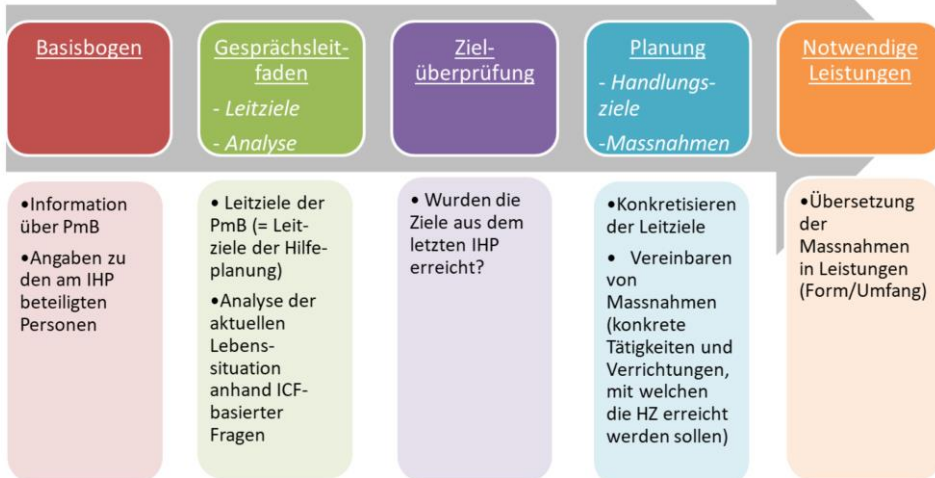 Basisbogen
Gesprächsleit-
faden
- Leitziele
- Analyse
Ziel-
überprüfung
Planung
- Handlungs-
ziele
-Massnahmen
Notwendige
Leistungen
•Information
über PmB
•Angaben zu
den am IHP
beteiligten
Personen
• Leitziele der
PmB (= Leit-
ziele der Hilfe-
planung)
•Analyse der
aktuellen
Lebens-
situation
anhand ICF-
basierter
Fragen
• Wurden die
Ziele aus dem
letzten IHP
erreicht?
•Konkretisieren
der Leitziele
• Vereinbaren
von
Massnahmen
(konkrete
Tätigkeiten und
Verrichtungen,
mit welchen
die HZ erreicht
werden sollen)
•Übersetzung
der
Massnahmen
in Leistungen
(Form/Umfang)